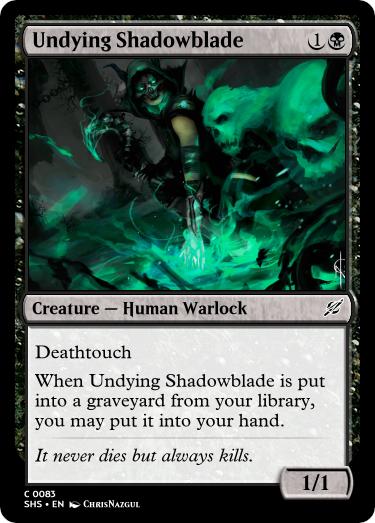 Undying Shadowblade 1
Creature — Human Warlock
Deathtouch
When Undying Shadowblade is put
into a graveyard from your library,
you may put it into your hand.
It never dies but always kills.
1/1
C 0083
SHS • EN ChrisNazgul